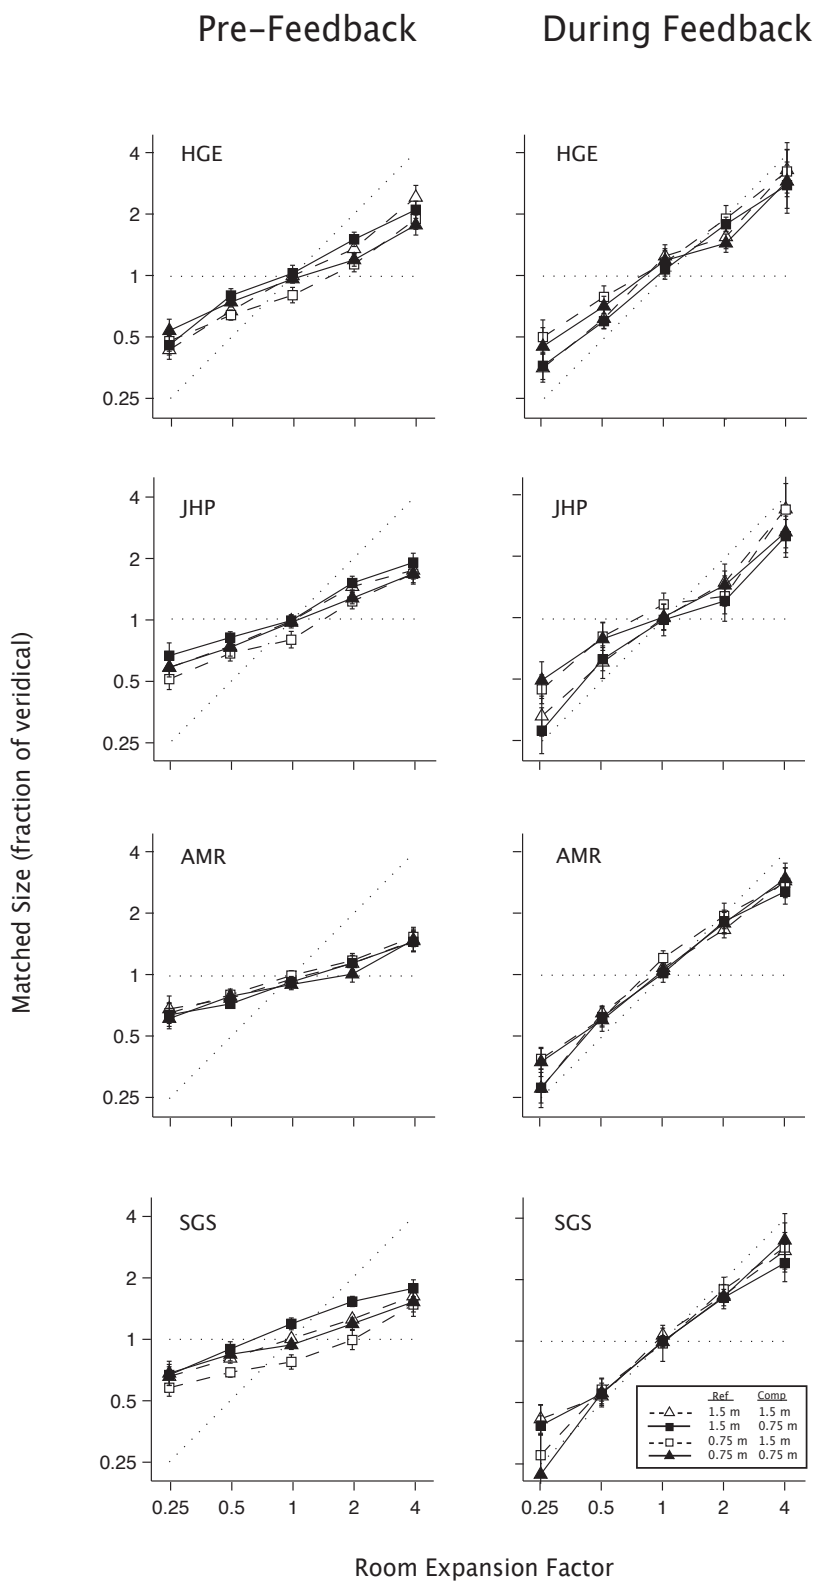 Pre-Feedback During Feedback
HGE HGE
4
2
1
0.5
0.25
JHP JHP
4
2
1
0.5
0.25
Matched Size (fraction of veridical)
AMR AMR
4
2
1
0.5
0.25
SGS SGS
4
2
1
0.5
0.25
Ref Comp
1.5 m 1.5 m
1.5 m 0.75 m
0.75 m 1.5 m
0.75 m 0.75 m
0.25 0.5 1 2 4 0.25 0.5 1 2 4
Room Expansion Factor